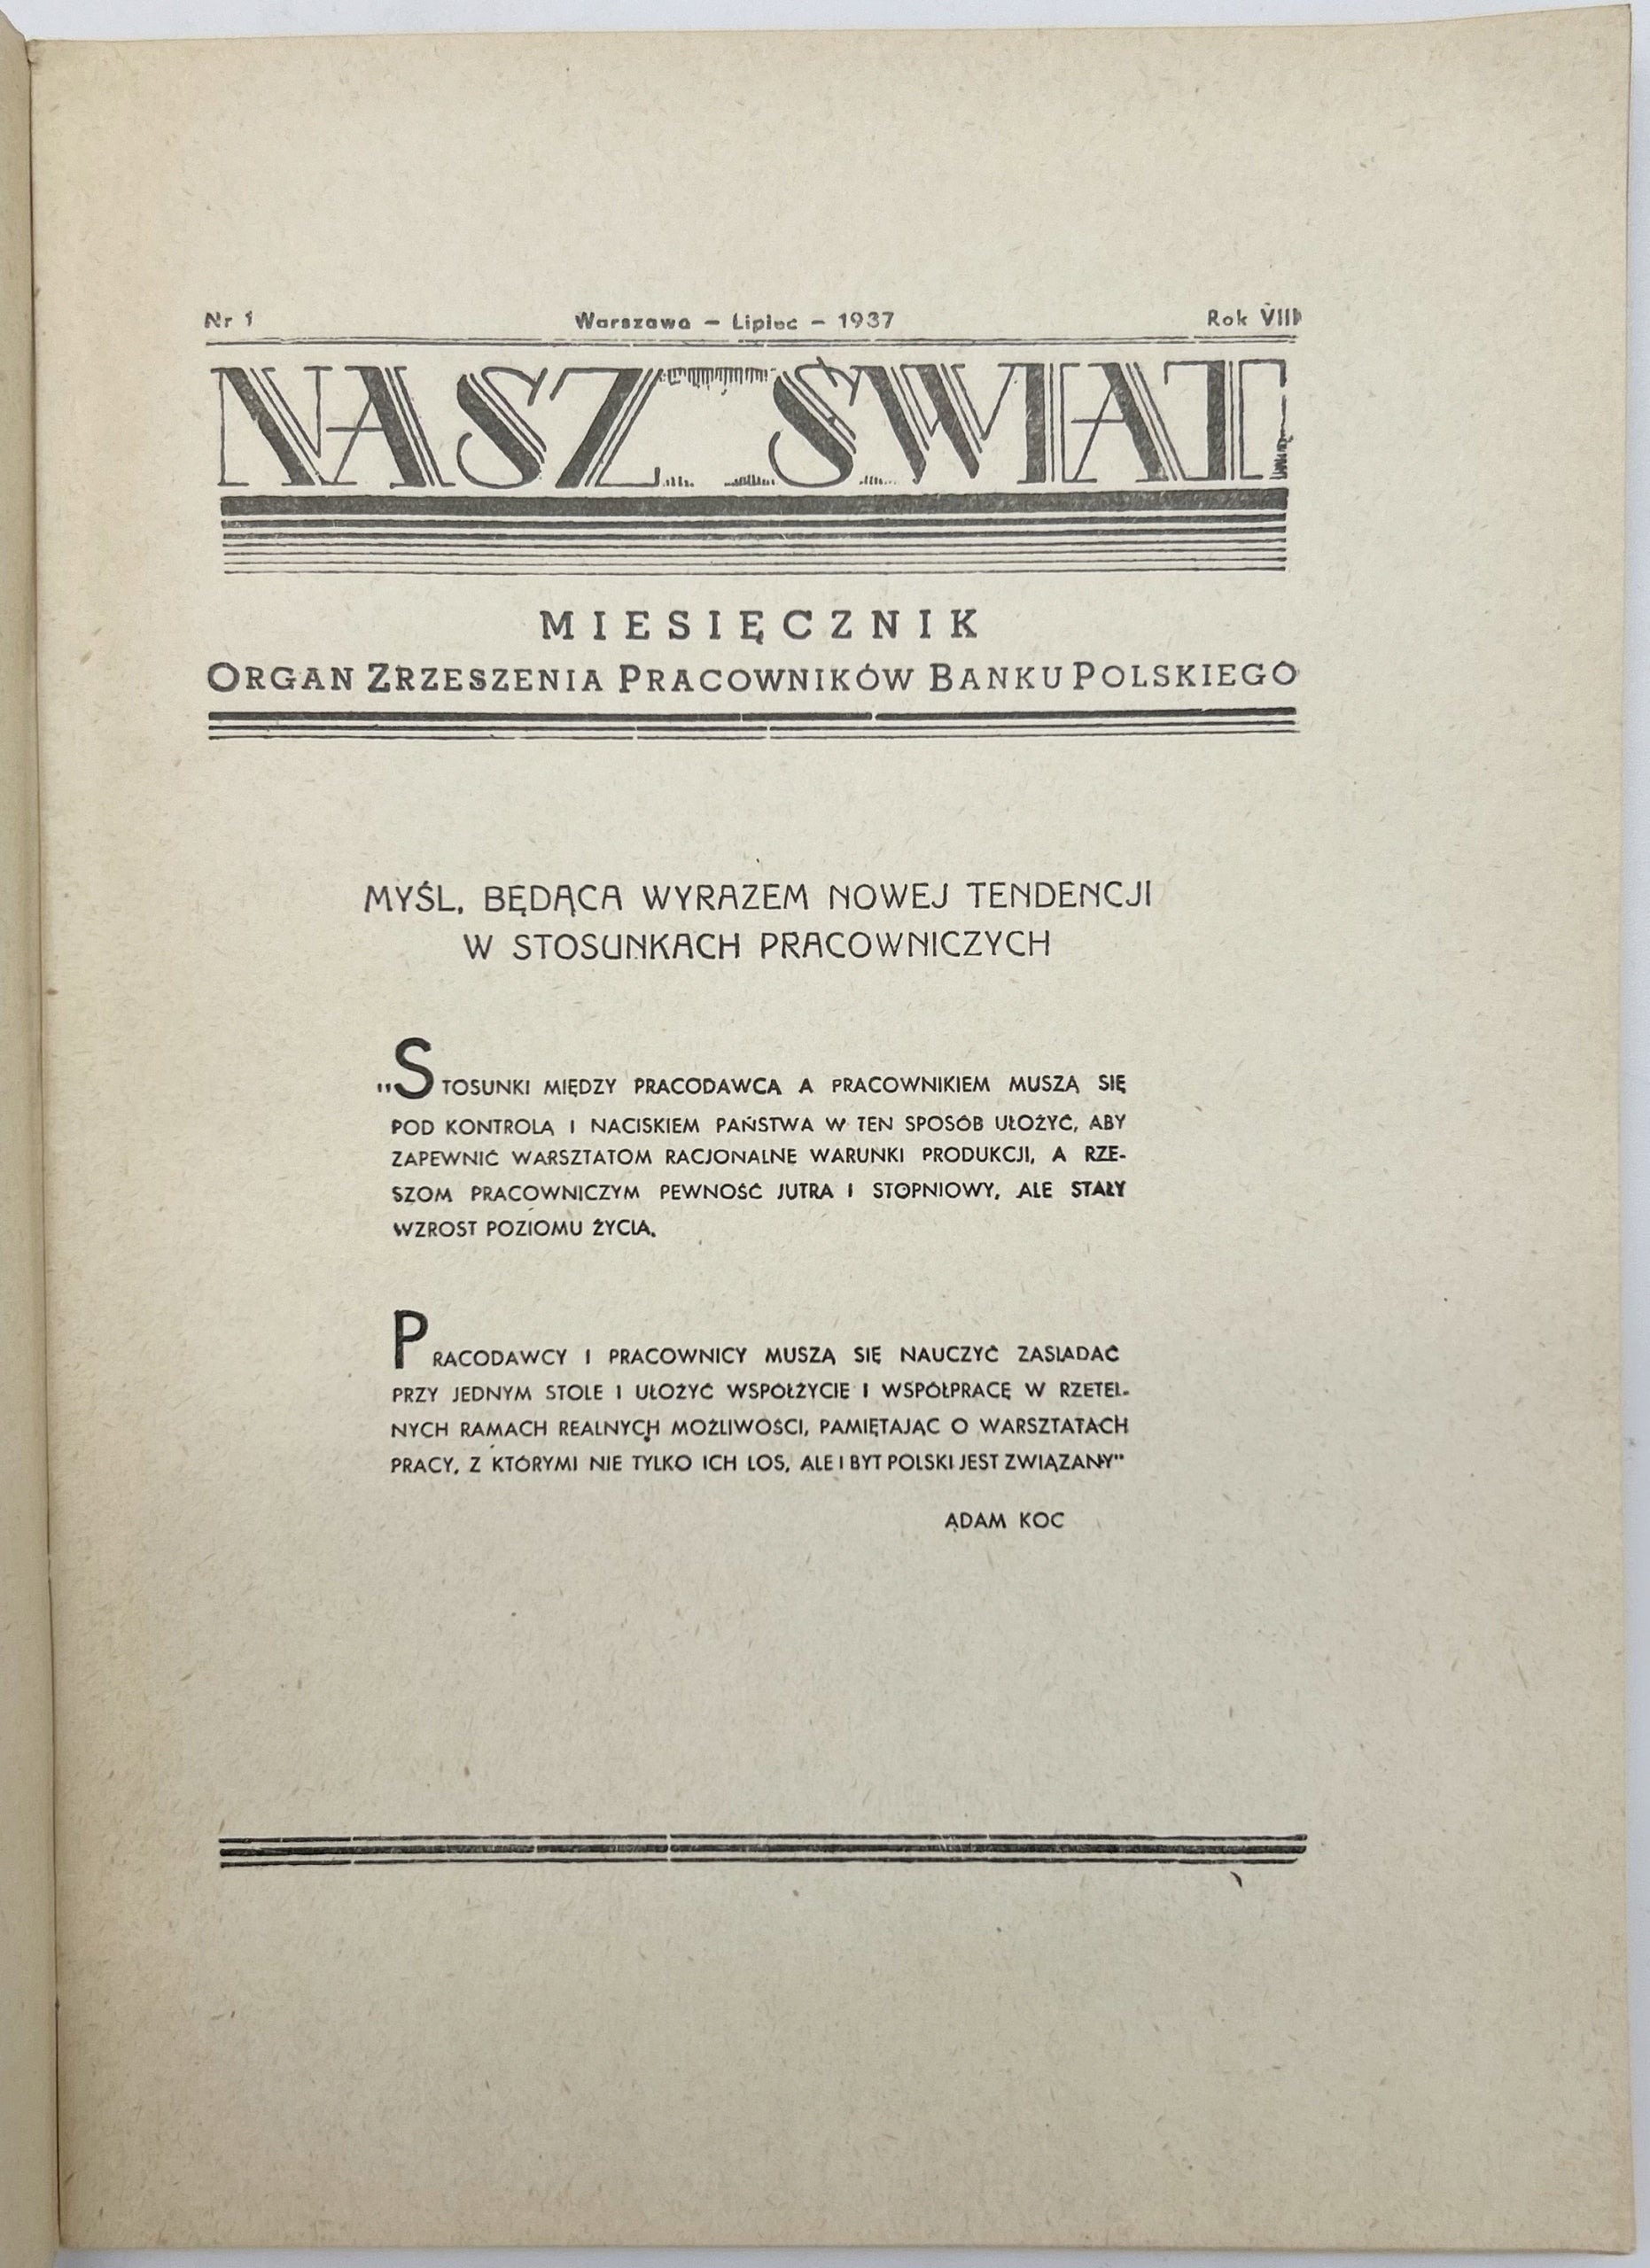 Nr 1 Warszawa – Lipiec – 1937 Rok VIII
NASZ ŚWIAT
MIESIĘCZNIK
ORGAN ZRZESZENIA PRACOWNIKÓW BANKU POLSKIEGO
MYŚL, BĘDĄCA WYRAZEM NOWEJ TENDENCJI
W STOSUNKACH PRACOWNICZYCH
„STOSUNKI MIĘDZY PRACODAWCĄ A PRACOWNIKIEM MUSZĄ SIĘ
POD KONTROLĄ I NACISKIEM PAŃSTWA W TEN SPOSÓB UŁOŻYĆ, ABY
ZAPEWNIĆ WARSZTATOM RACJONALNE WARUNKI PRODUKCJI, A RZE-
SZOM PRACOWNICZYM PEWNOŚĆ JUTRA I STOPNIOWY, ALE STAŁY
WZROST POZIOMU ŻYCIA.
PRACODAWCY I PRACOWNICY MUSZĄ SIĘ NAUCZYĆ ZASIADAĆ
PRZY JEDNYM STOLE I UŁOŻYĆ WSPÓŁŻYCIE I WSPÓŁPRACĘ W RZETEL-
NYCH RAMACH REALNYCH MOŻLIWOŚCI, PAMIĘTAJĄC O WARSZTATACH
PRACY, Z KTÓRYMI NIE TYLKO ICH LOS, ALE I BYT POLSKI JEST ZWIĄZANY"
ADAM KOC